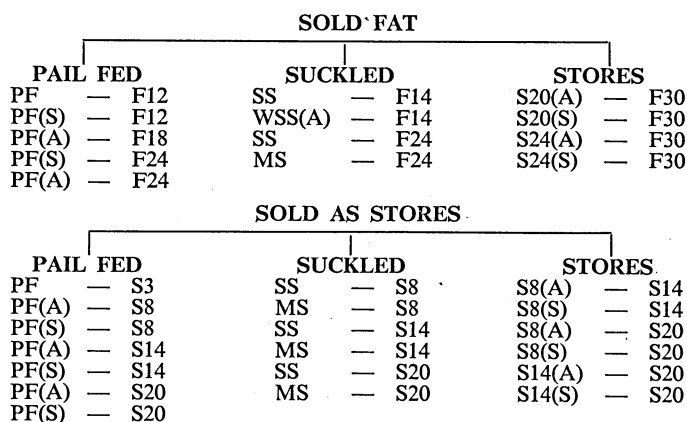 SOLD FAT
PAIL FED SUCKLED STORES
PF — F12 SS — F14 S20(A) — F30
PF(S) — F12 WSS(A) — F14 S20(S) — F30
PF(A) — F18 SS — F24 S24(A) — F30
PF(S) — F24 MS — F24 S24(S) — F30
PF(A) — F24
SOLD AS STORES
PAIL FED SUCKLED STORES
PF — S3 SS — S8 S8(A) — S14
PF(A) — S8 MS — S8 S8(S) — S14
PF(S) — S8 SS — S14 S8(A) — S20
PF(A) — S14 MS — S14 S8(S) — S20
PF(S) — S14 SS — S20 S14(A) — S20
PF(A) — S20 MS — S20 S14(S) — S20
PF(S) — S20